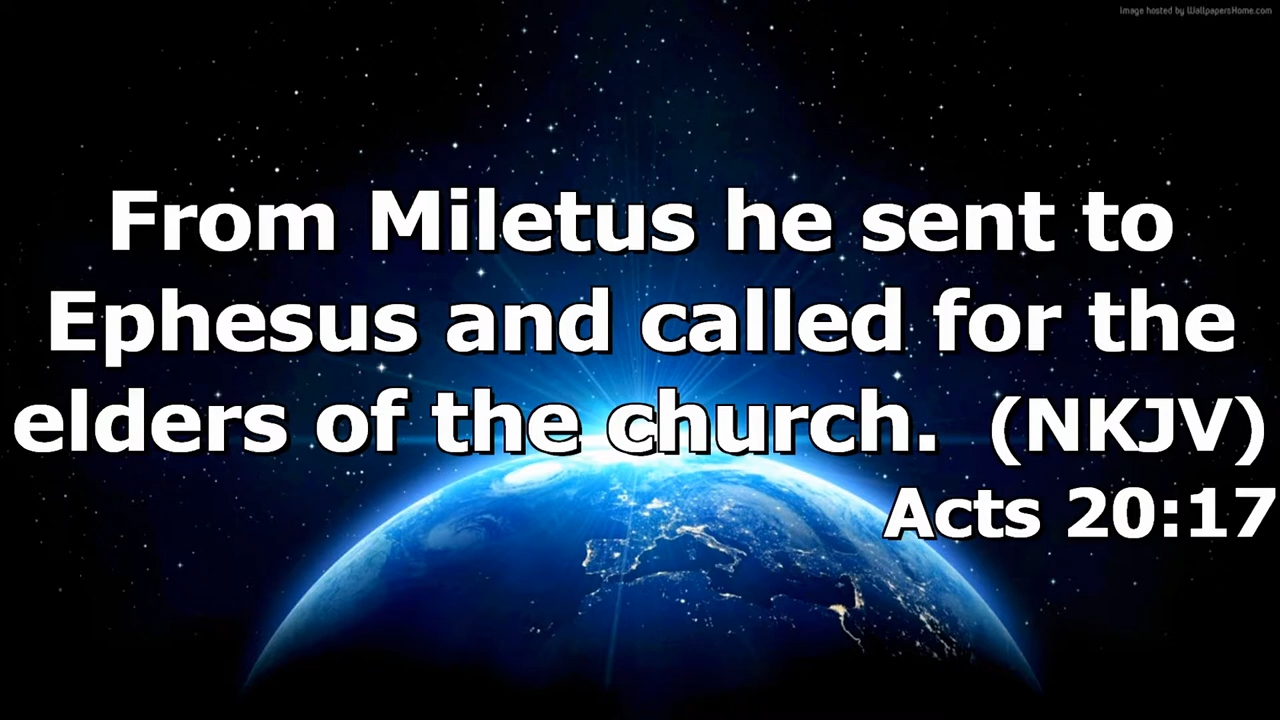 Image hosted by WallpapersHome.com
From Miletus he sent to
Ephesus and called for the
elders of the church.  (NKJV)
Acts 20:17